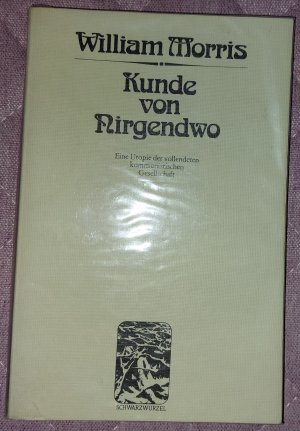 William Morris
Kunde
von
Nirgendwo
Eine Utopie der vollendeten
kommunistischen
Gesellschaft
SCHWARZWURZEL